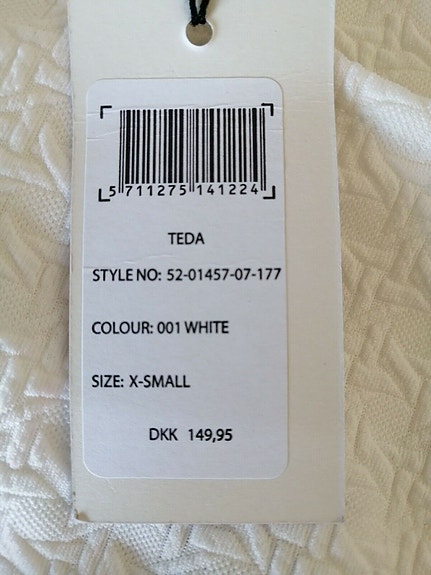 5 711275 141224
TEDA
STYLE NO: 52-01457-07-177
COLOUR: 001 WHITE
SIZE: X-SMALL
DKK 149,95